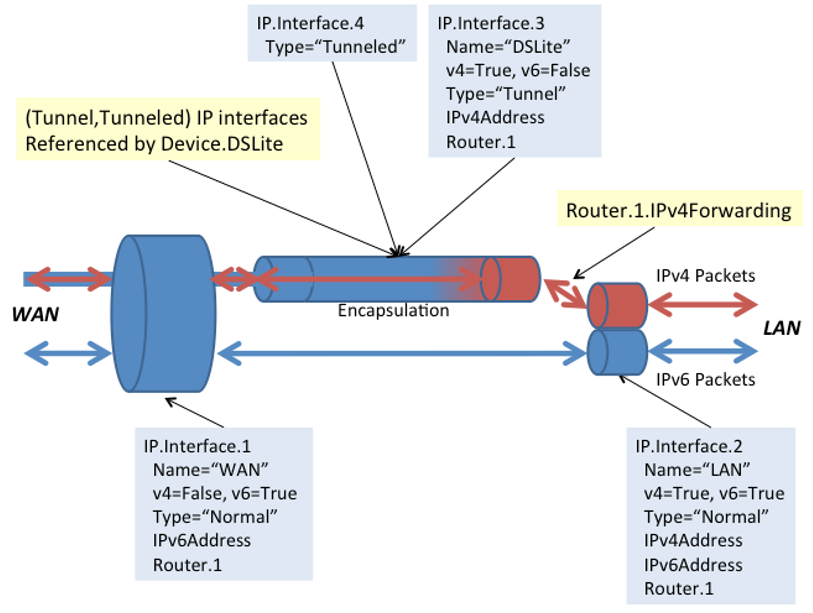 IP.Interface.4
Type=“Tunneled”
IP.Interface.3
Name=“DSLite”
v4=True, v6=False
Type=“Tunnel”
IPv4Address
Router.1
(Tunnel,Tunneled) IP interfaces
Referenced by Device.DSLite
Router.1.IPv4Forwarding
IPv4 Packets
Encapsulation
WAN
LAN
IPv6 Packets
IP.Interface.1
Name=“WAN”
v4=False, v6=True
Type=“Normal”
IPv6Address
Router.1
IP.Interface.2
Name=“LAN”
v4=True, v6=True
Type=“Normal”
IPv4Address
IPv6Address
Router.1